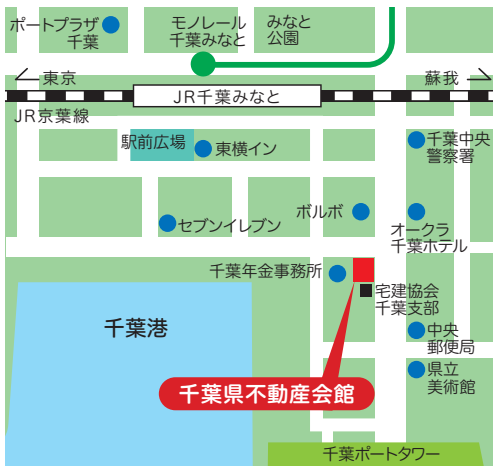 ポートプラザ
千葉
モノレール
千葉みなと
みなと
公園
東京
蘇我
JR千葉みなと
JR京葉線
駅前広場
東横イン
千葉中央
警察署
セブンイレブン
ボルボ
オークラ
千葉ホテル
千葉年金事務所
宅建協会
千葉支部
千葉港
中央
郵便局
県立
美術館
千葉県不動産会館
千葉ポートタワー